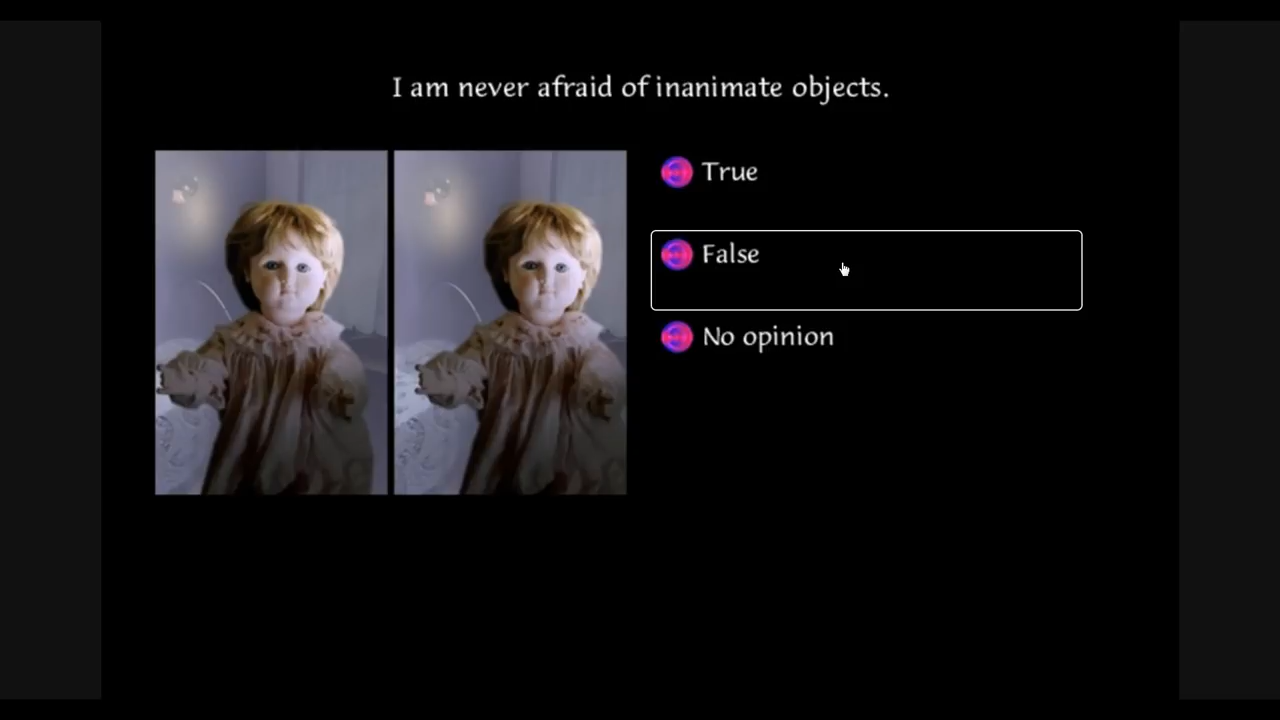 I am never afraid of inanimate objects.
True
False
No opinion